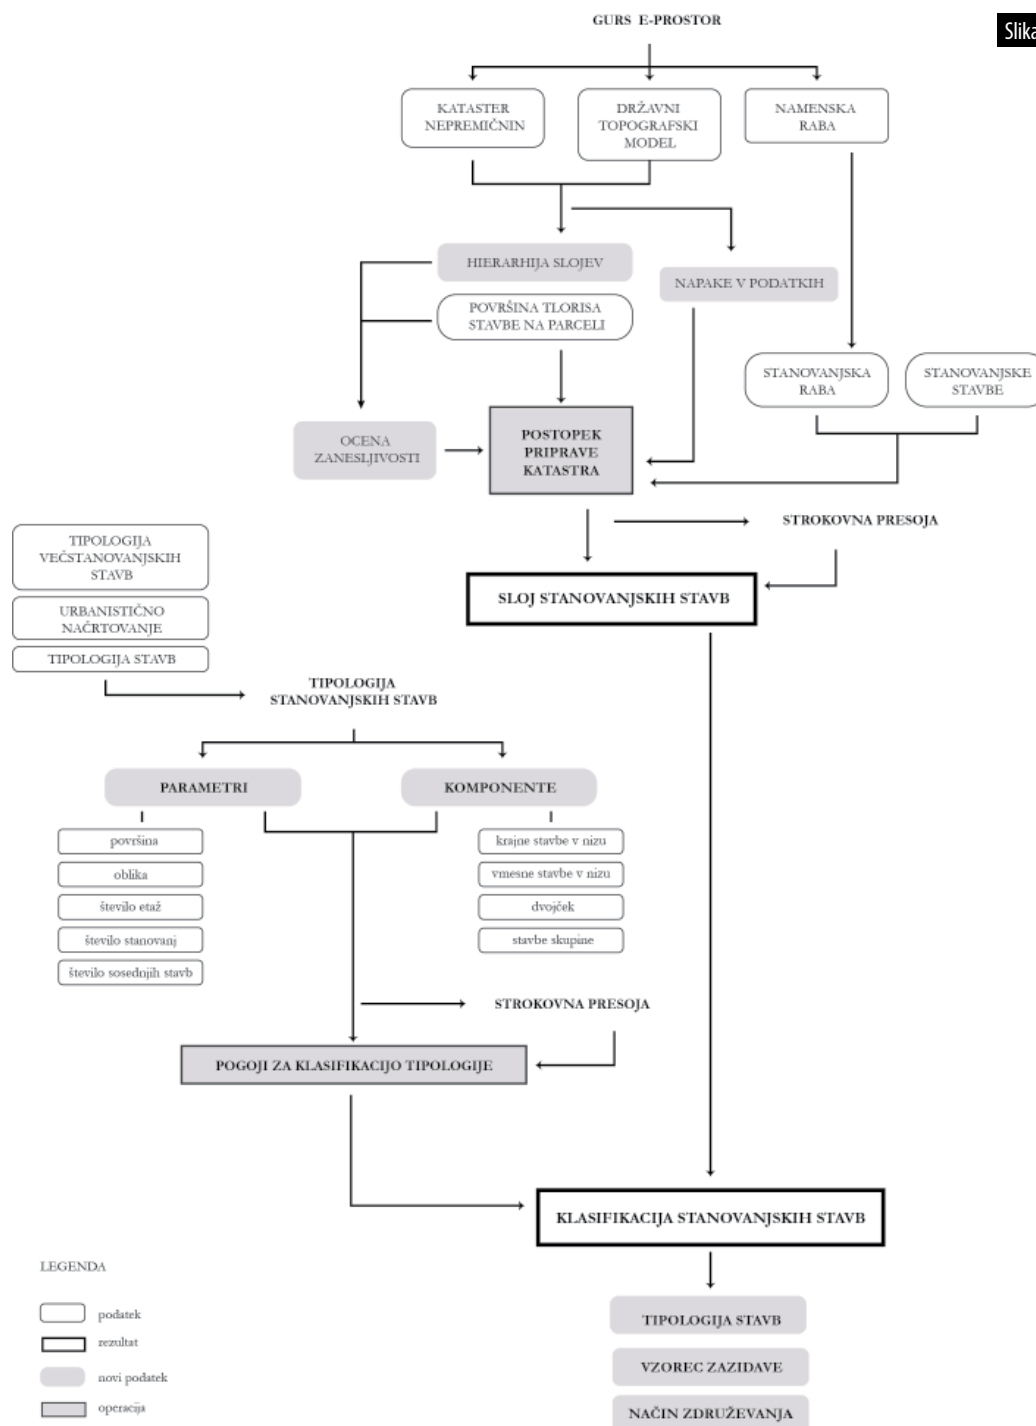 GURS E-PROSTOR
Slika
KATASTER
NEPREMIČNIN
DRŽAVNI
TOPOGRAFSKI
MODEL
NAMENSKA
RABA
HIERARHIJA SLOJEV
NAPAKE V PODATKIH
POVRŠINA TLORISA
STAVBE NA PARCELI
STANOVANJSKA
RABA
STANOVANJSKE
STAVBE
OCENA
ZANESLJIVOSTI
POSTOPEK
PRIPRAVE
KATASTRA
STROKOVNA PRESOJA
TIPOLOGIJA
VEČSTANOVANJSKIH
STAVB
SLOJ STANOVANJSKIH STAVB
URBANISTIČNO
NAČRTOVANJE
TIPOLOGIJA STAVB
TIPOLOGIJA
STANOVANJSKIH STAVB
PARAMETRI
KOMPONENTE
površina
oblika
število etaž
število stanovanj
število sosednjih stavb
krajne stavbe v nizu
vmesne stavbe v nizu
dvojček
stavbe skupine
STROKOVNA PRESOJA
POGOJI ZA KLASIFIKACIJO TIPOLOGIJE
KLASIFIKACIJA STANOVANJSKIH STAVB
TIPOLOGIJA STAVB
VZOREC ZAZIDAVE
NAČIN ZDRUŽEVANJA
LEGENDA
podatek
rezultat
novi podatek
operacija